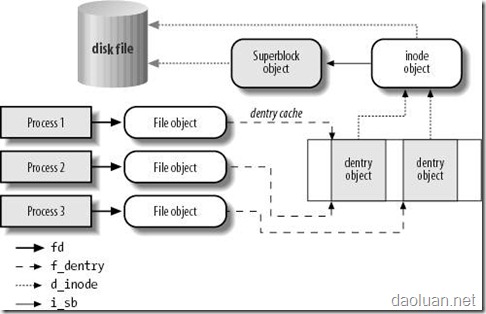 disk file
Superblock
object
inode
object
Process 1
File object
dentry cache
Process 2
File object
dentry
object
dentry
object
Process 3
File object
fd
f_dentry
d_inode
i_sb
daoluan.net